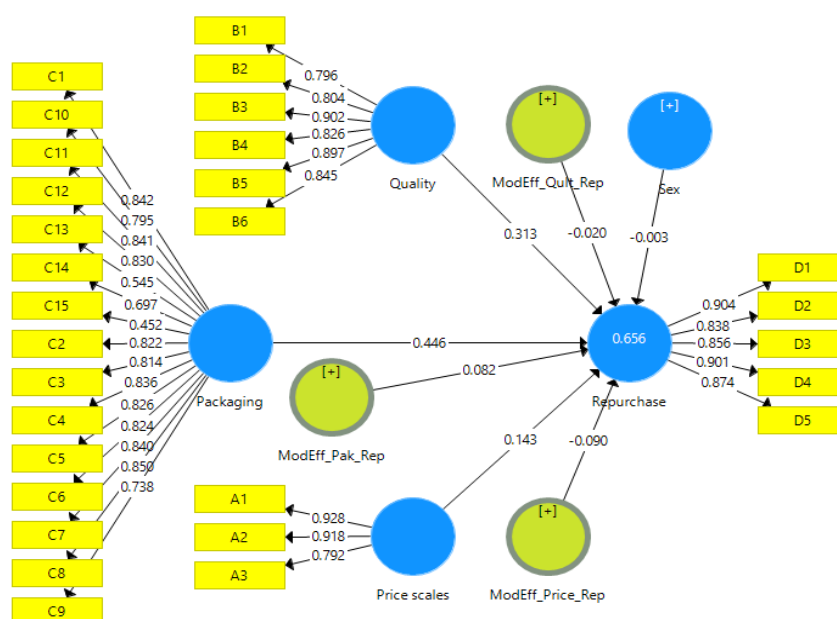 B1
B2
B3
B4
B5
B6
0.796
0.804
0.902
0.826
0.897
0.845
Quality
[+]
ModEff_Qult_Rep
[+]
Sex
C1
C10
C11
C12
C13
C14
C15
C2
C3
C4
C5
C6
C7
C8
C9
0.842
0.795
0.841
0.830
0.545
0.697
0.452
0.822
0.814
0.836
0.826
0.824
0.840
0.850
0.738
Packaging
0.313
-0.020
-0.003
0.446
0.082
0.143
-0.090
[+]
ModEff_Pak_Rep
0.656
Repurchase
0.904
0.838
0.856
0.901
0.874
D1
D2
D3
D4
D5
A1
A2
A3
0.928
0.918
0.792
Price scales
[+]
ModEff_Price_Rep